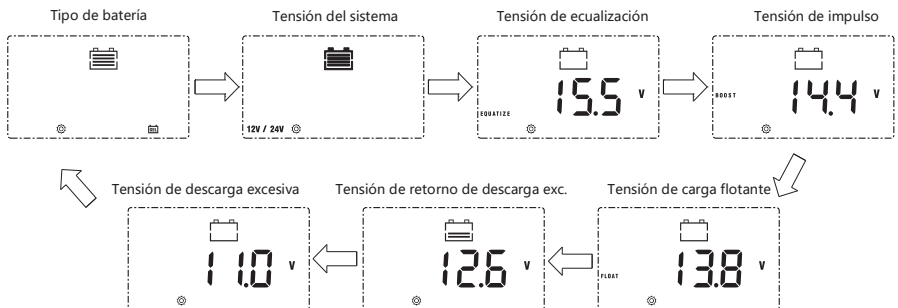 Tipo de batería
Tensión del sistema
Tensión de ecualización
Tensión de impulso
12V / 24V
EQUATIZE
15.5 V
BOOST
14.4 V
Tensión de descarga excesiva
Tensión de retorno de descarga exc.
Tensión de carga flotante
11.0 V
12.6 V
FLOAT
13.8 V